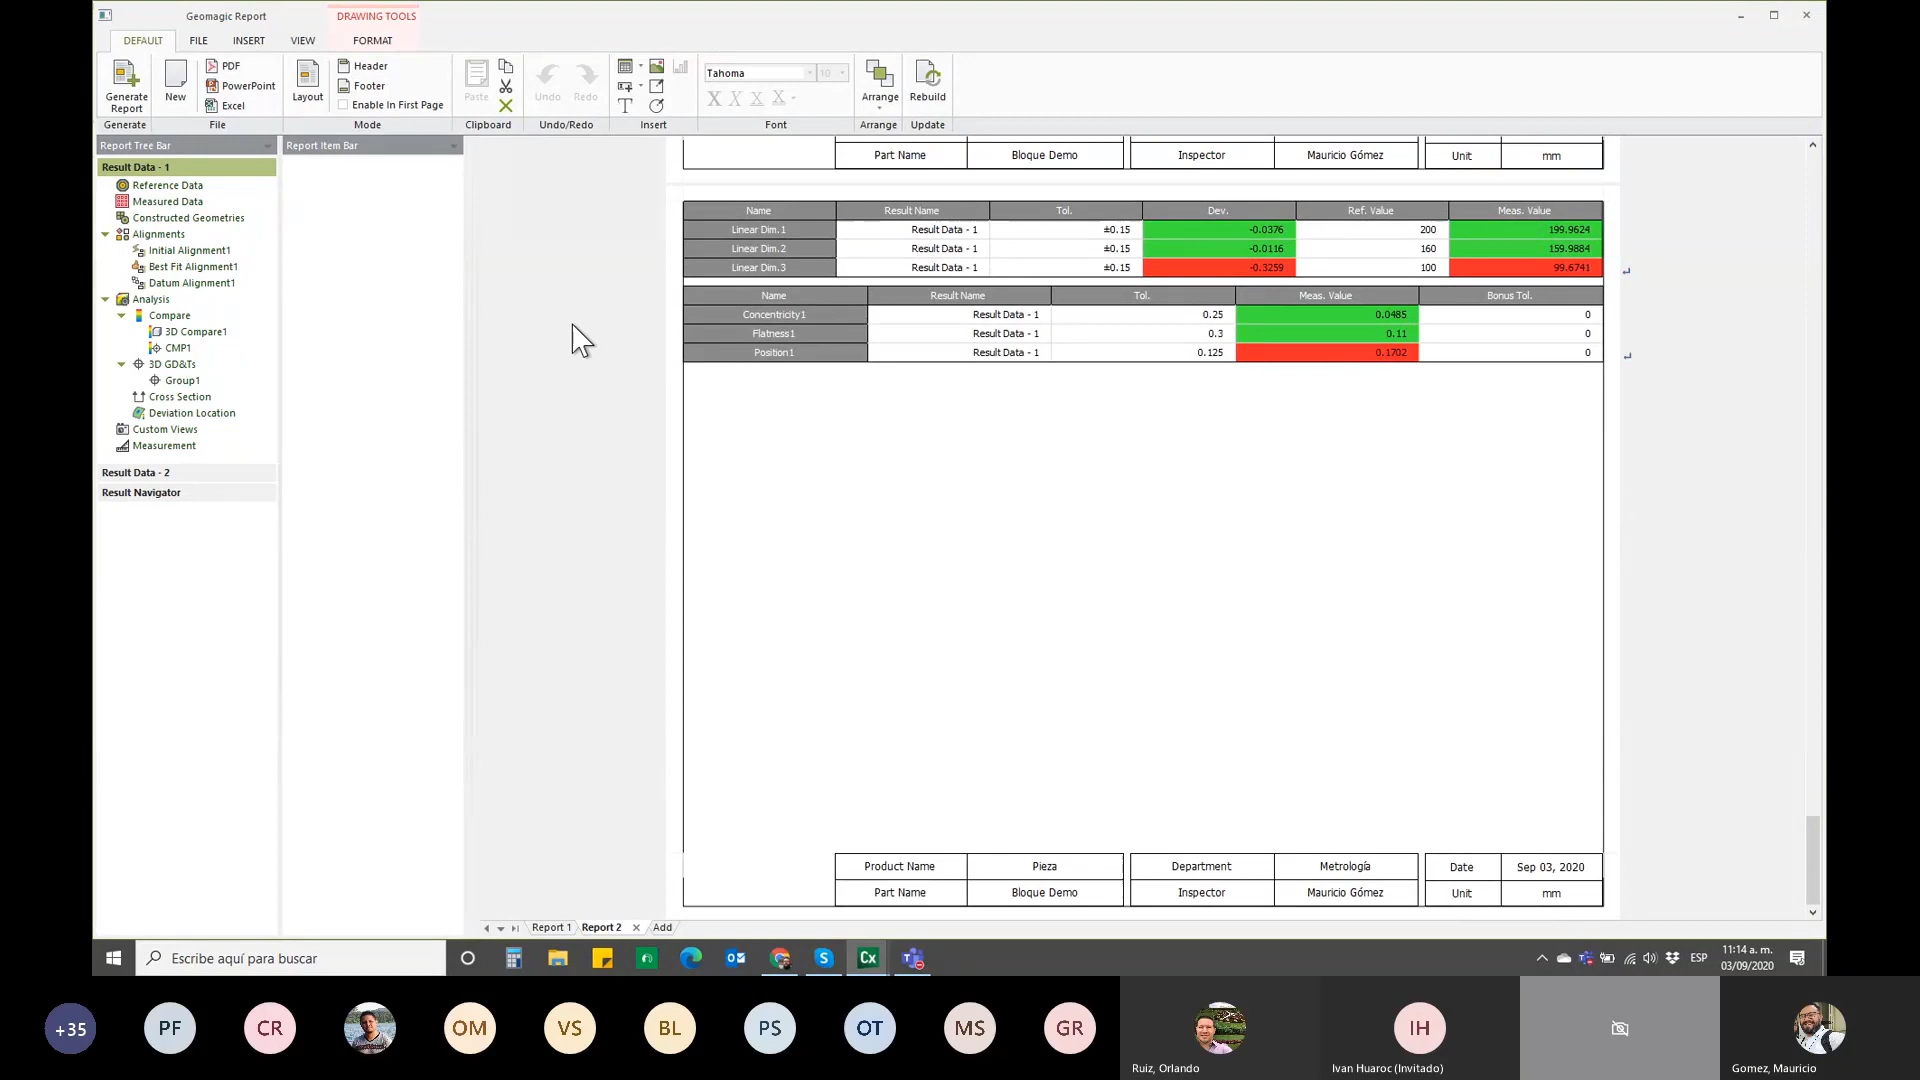 Geomagic Report
DRAWING TOOLS
DEFAULT FILE INSERT VIEW FORMAT
Generate Report
New
PDF
PowerPoint
Excel
Layout
Header
Footer
Enable In First Page
Paste
Undo Redo
Tahoma 10
Arrange
Rebuild
Generate File Mode Clipboard Undo/Redo Insert Font Arrange Update
Report Tree Bar
Report Item Bar
Result Data - 1
Reference Data
Measured Data
Constructed Geometries
Alignments
Initial Alignment1
Best Fit Alignment1
Datum Alignment1
Analysis
Compare
3D Compare1
CMP1
3D GD&Ts
Group1
Cross Section
Deviation Location
Custom Views
Measurement
Result Data - 2
Result Navigator
Part Name Bloque Demo Inspector Mauricio Gómez Unit mm
Name Result Name Tol. Dev. Ref. Value Meas. Value
Linear Dim.1 Result Data - 1 ±0.15 -0.0376 200 199.9624
Linear Dim.2 Result Data - 1 ±0.15 -0.0116 160 159.9884
Linear Dim.3 Result Data - 1 ±0.15 -0.3259 100 99.6741
Name Result Name Tol. Meas. Value Bonus Tol.
Concentricity1 Result Data - 1 0.25 0.0485 0
Flatness1 Result Data - 1 0.3 0.11 0
Position1 Result Data - 1 0.125 0.1702 0
Product Name Pieza Department Metrología Date Sep 03, 2020
Part Name Bloque Demo Inspector Mauricio Gómez Unit mm
Report 1 Report 2 Add
Escribe aquí para buscar
Cx
ESP
11:14 a. m.
03/09/2020
+35 PF CR OM VS BL PS OT MS GR IH
Ruiz, Orlando
Ivan Huaroc (Invitado)
Gomez, Mauricio